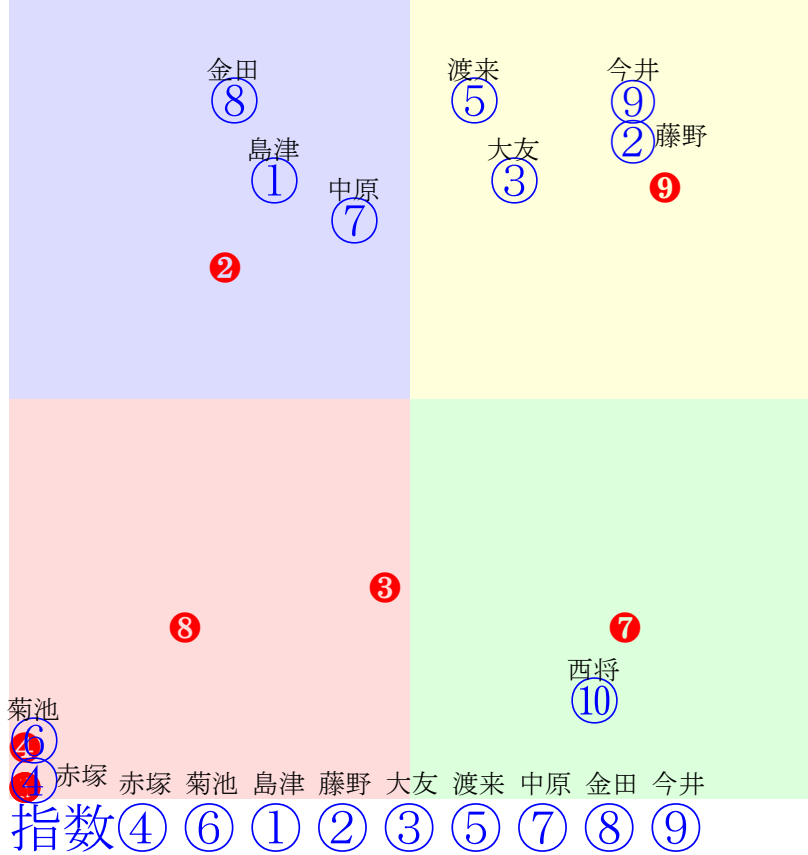 金田 渡来 今井
⑧ ⑤ ⑨
島津 大友 ② 藤野
① ③
中原 ❾
⑦
❷
❸
❽ ❼
西将
⑩
菊池
❹ ⑥
④ 赤塚 赤塚 菊池 島津 藤野 大友 渡来 中原 金田 今井
指数 ④ ⑥ ① ② ③ ⑤ ⑦ ⑧ ⑨